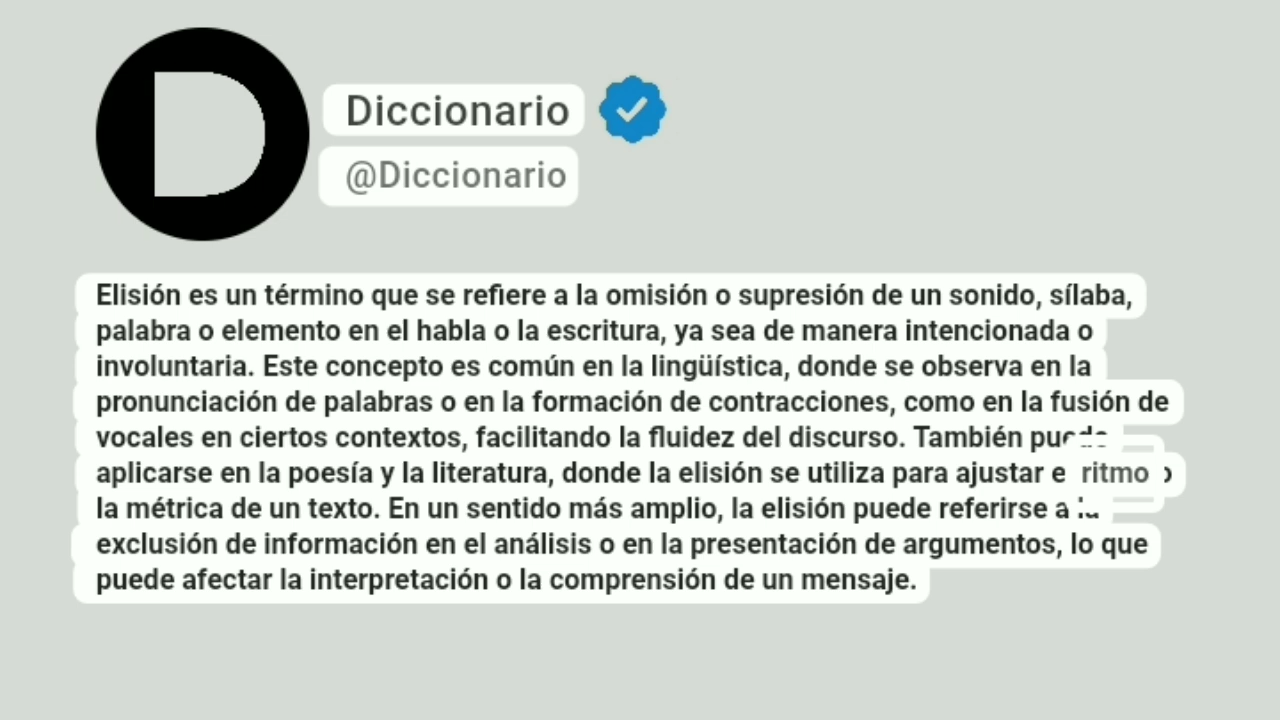 D
Diccionario
@Diccionario
Elisión es un término que se refiere a la omisión o supresión de un sonido, sílaba,
palabra o elemento en el habla o la escritura, ya sea de manera intencionada o
involuntaria. Este concepto es común en la lingüística, donde se observa en la
pronunciación de palabras o en la formación de contracciones, como en la fusión de
vocales en ciertos contextos, facilitando la fluidez del discurso. También puede
aplicarse en la poesía y la literatura, donde la elisión se utiliza para ajustar e ritmo o
la métrica de un texto. En un sentido más amplio, la elisión puede referirse a la
exclusión de información en el análisis o en la presentación de argumentos, lo que
puede afectar la interpretación o la comprensión de un mensaje.